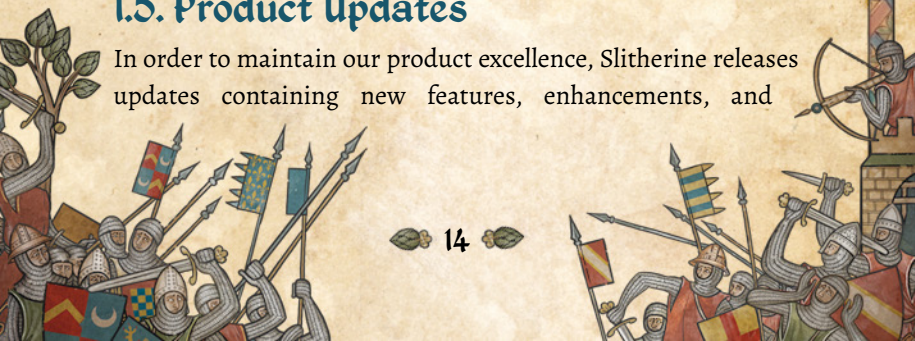 1.5. Product Updates
In order to maintain our product excellence, Slitherine releases
updates containing new features, enhancements, and
14